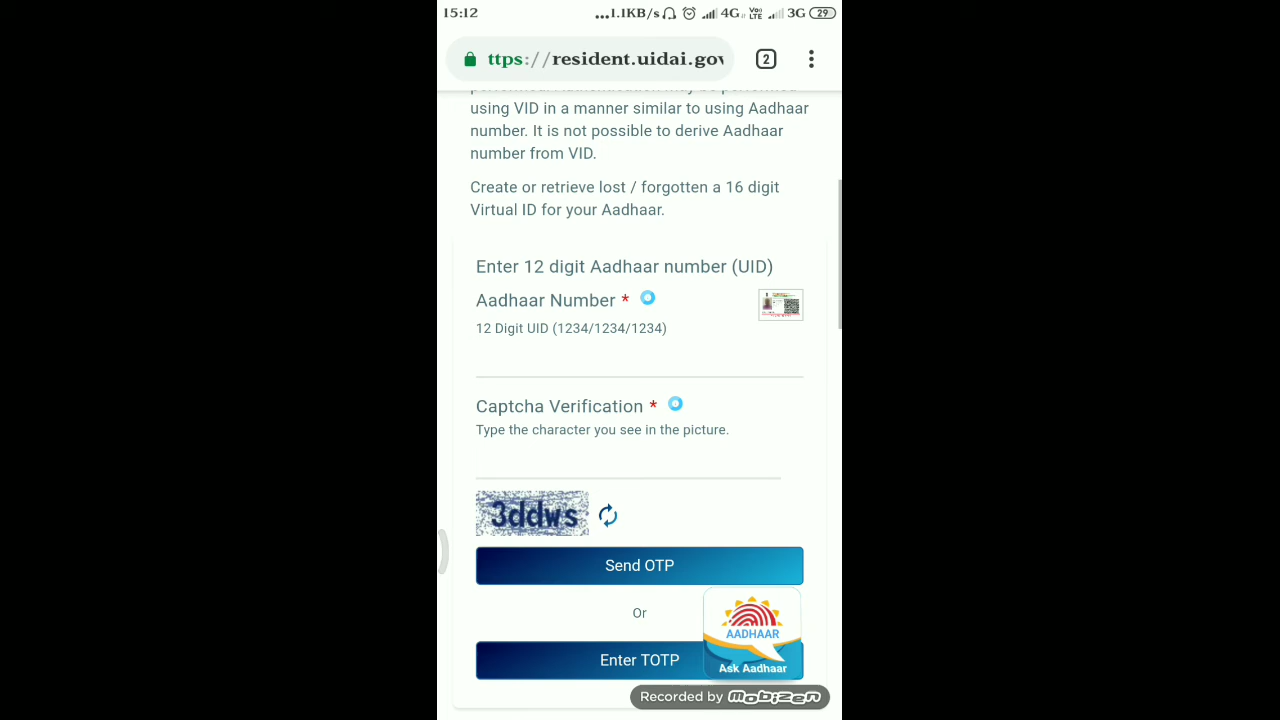 15:12
...1.1KB/s 4G Voo LTE 3G 29
ttps://resident.uidai.gov
2
using VID in a manner similar to using Aadhaar
number. It is not possible to derive Aadhaar
number from VID.
Create or retrieve lost / forgotten a 16 digit
Virtual ID for your Aadhaar.
Enter 12 digit Aadhaar number (UID)
Aadhaar Number *
12 Digit UID (1234/1234/1234)
Captcha Verification *
Type the character you see in the picture.
3ddws
Send OTP
Or
AADHAAR
Enter TOTP
Ask Aadhaar
Recorded by mobizen